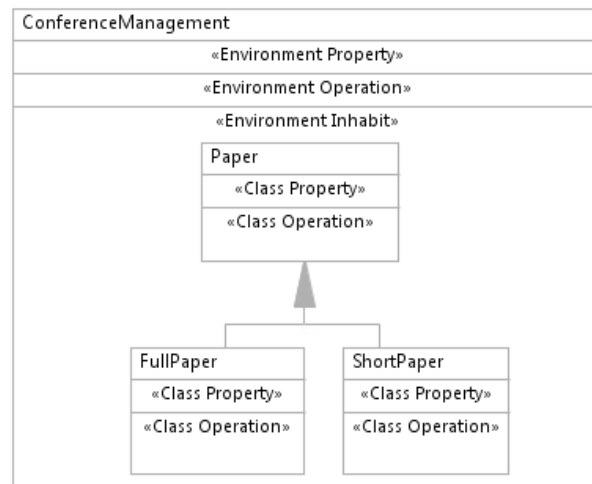 ConferenceManagement
«Environment Property»
«Environment Operation»
«Environment Inhabit»
Paper
«Class Property»
«Class Operation»
FullPaper
«Class Property»
«Class Operation»
ShortPaper
«Class Property»
«Class Operation»